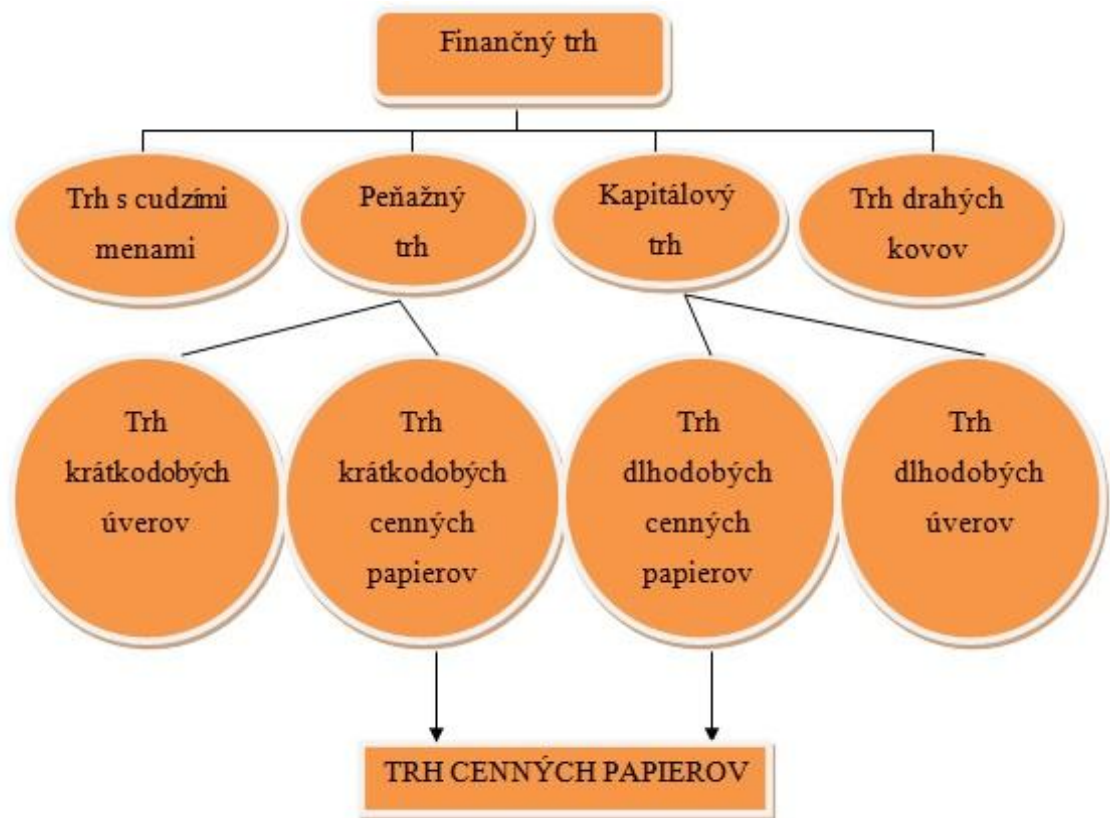 Finančný trh
Trh s cudzími
menami
Peňažný
trh
Kapitálový
trh
Trh drahých
kovov
Trh
krátkodobých
úverov
Trh
krátkodobých
cenných
papierov
Trh
dlhodobých
cenných
papierov
Trh
dlhodobých
úverov
TRH CENNÝCH PAPIEROV